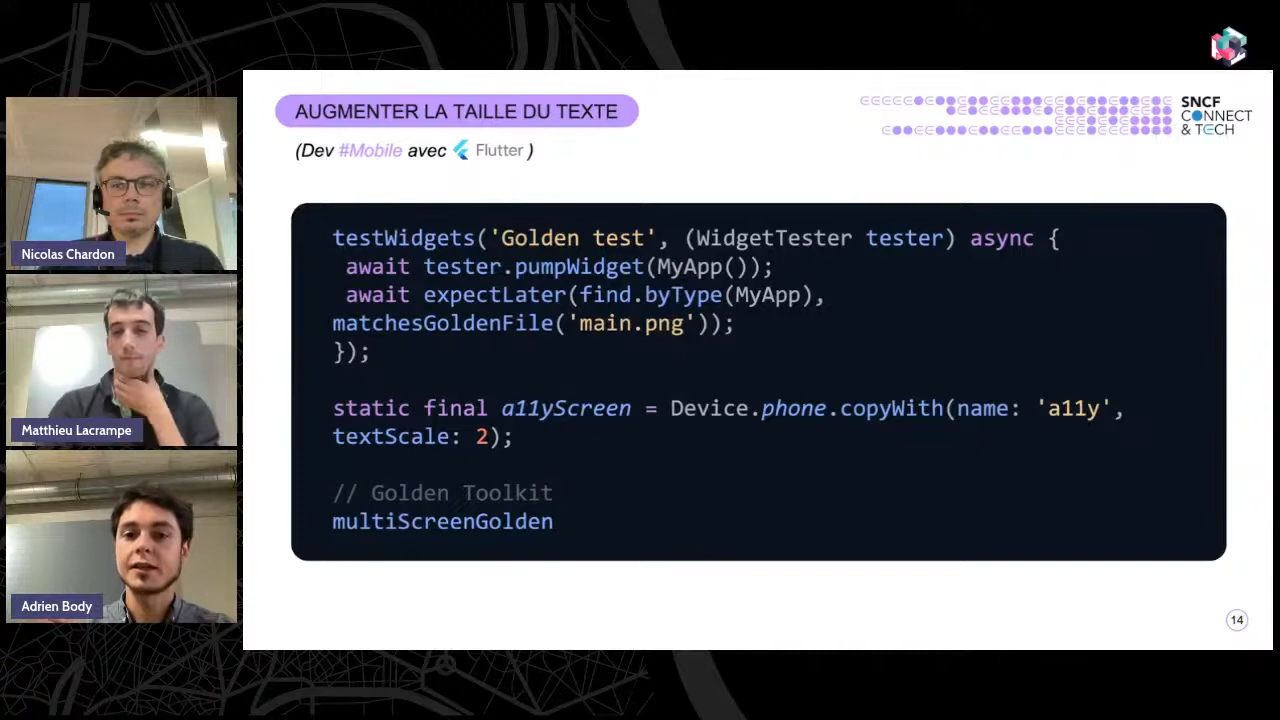 AUGMENTER LA TAILLE DU TEXTE
(Dev #Mobile avec Flutter )
SNCF
CONNECT
& TECH
Nicolas Chardon
Matthieu Lacrampe
Adrien Body
testWidgets('Golden test', (WidgetTester tester) async {
await tester.pumpWidget(MyApp());
await expectLater(find.byType(MyApp),
matchesGoldenFile('main.png'));
});
static final a11yScreen = Device.phone.copyWith(name: 'a11y',
textScale: 2);
// Golden Toolkit
multiScreenGolden
14